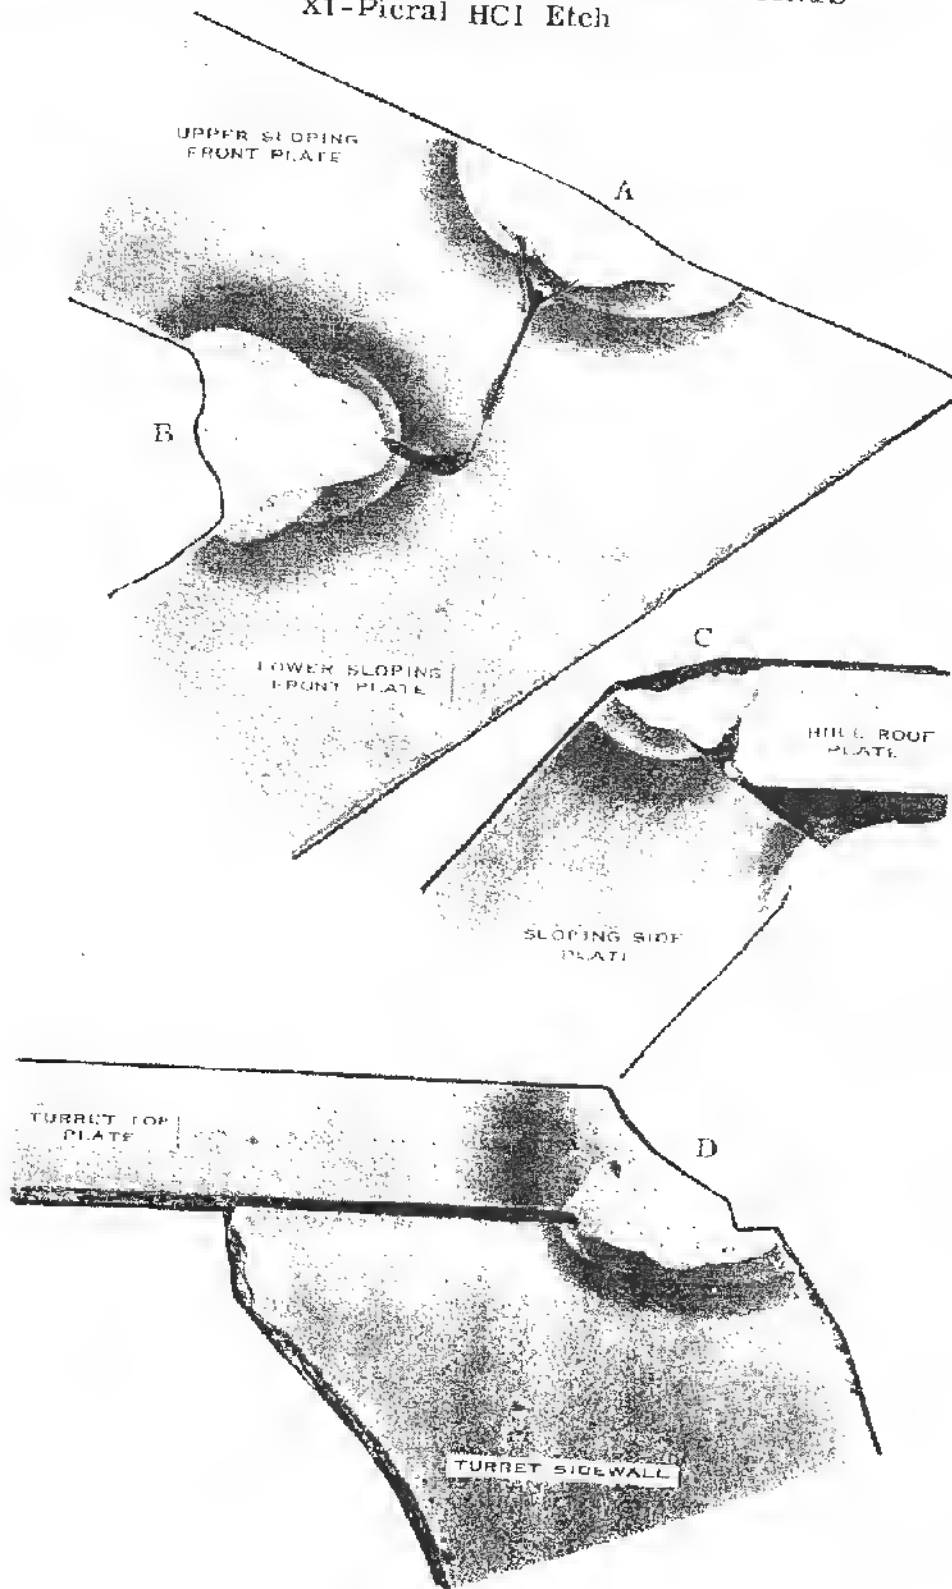 X1-Picral HCl Etch
UPPER SLOPING
FRONT PLATE
A
B
LOWER SLOPING
FRONT PLATE
C
HULL ROOF
PLATE
SLOPING SIDE
PLATE
TURRET TOP
PLATE
D
TURRET SIDEWALL